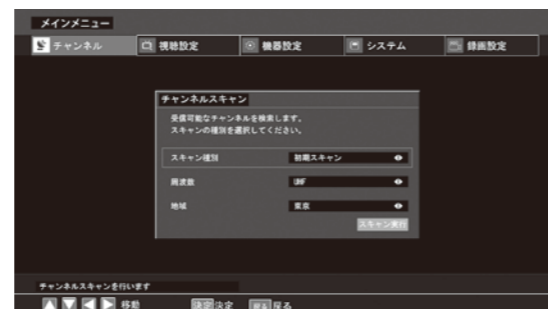 メインメニュー
チャンネル 視聴設定 機器設定 システム 録画設定
チャンネルスキャン
受信可能なチャンネルを検索します。
スキャンの種別を選択してください。
スキャン種別 初期スキャン
周波数 UHF
地域 東京
スキャン実行
チャンネルスキャンを行います
移動 決定 決定 戻る 戻る